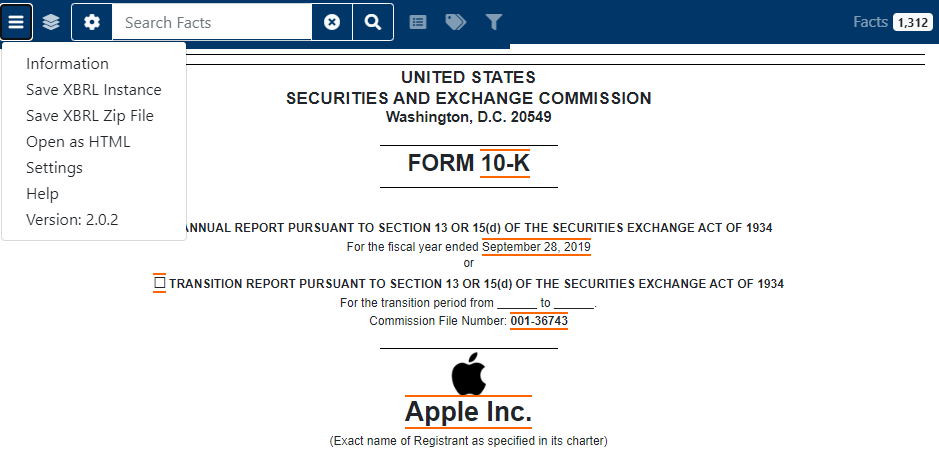 Search Facts
Facts 1,312
Information
Save XBRL Instance
Save XBRL Zip File
Open as HTML
Settings
Help
Version: 2.0.2
UNITED STATES
SECURITIES AND EXCHANGE COMMISSION
Washington, D.C. 20549
FORM 10-K
ANNUAL REPORT PURSUANT TO SECTION 13 OR 15(d) OF THE SECURITIES EXCHANGE ACT OF 1934
For the fiscal year ended September 28, 2019
or
☐ TRANSITION REPORT PURSUANT TO SECTION 13 OR 15(d) OF THE SECURITIES EXCHANGE ACT OF 1934
For the transition period from ______ to ______.
Commission File Number: 001-36743
Apple Inc.
(Exact name of Registrant as specified in its charter)